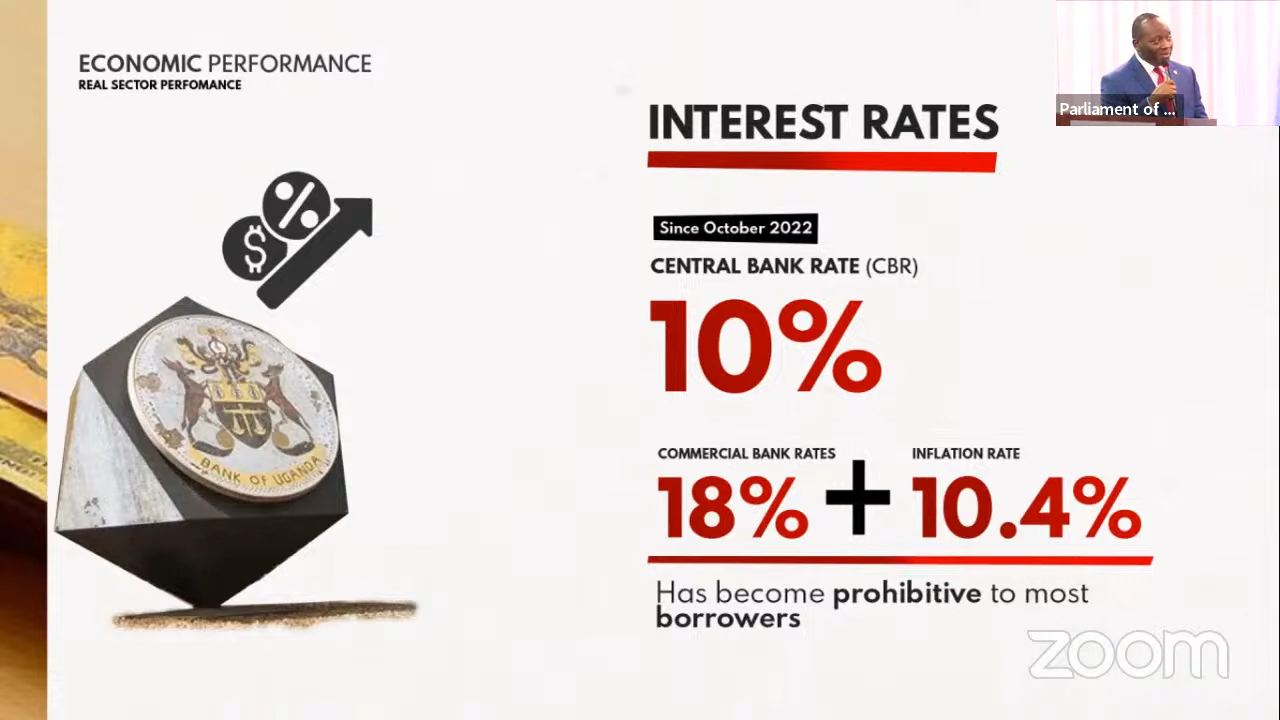 ECONOMIC PERFORMANCE
REAL SECTOR PERFOMANCE
Parliament of ...
INTEREST RATES
Since October 2022
CENTRAL BANK RATE (CBR)
10%
COMMERCIAL BANK RATES
18%
+
INFLATION RATE
10.4%
Has become prohibitive to most
borrowers
BANK OF UGANDA
zoom